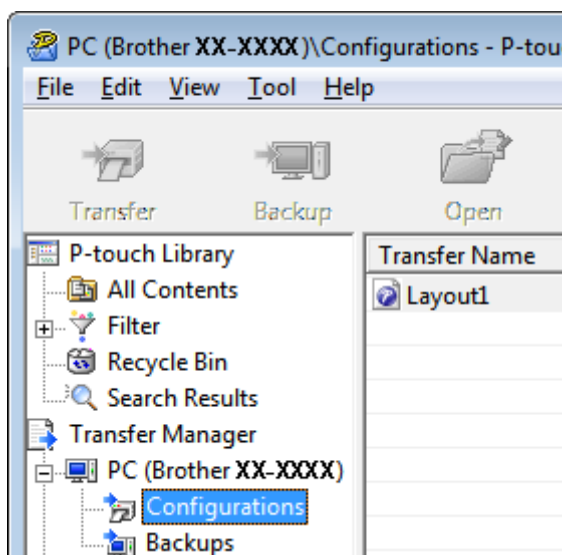 PC (Brother XX-XXXX)\Configurations - P-tou
File Edit View Tool Help
Transfer Backup Open
P-touch Library
All Contents
Filter
Recycle Bin
Search Results
Transfer Manager
PC (Brother XX-XXXX)
Configurations
Backups
Transfer Name
Layout1